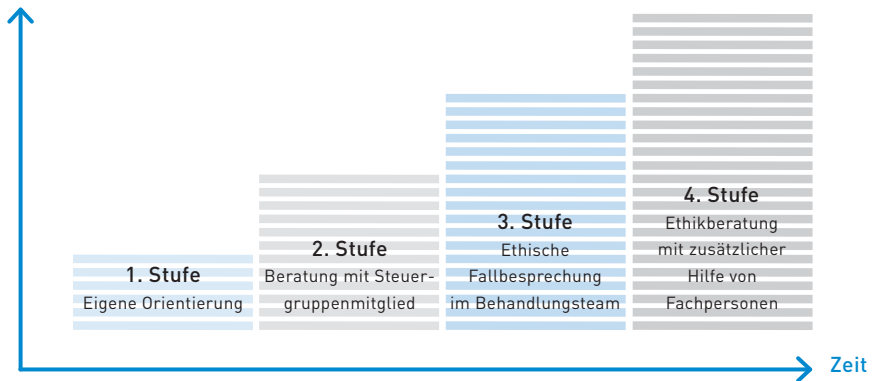 1. Stufe
Eigene Orientierung
2. Stufe
Beratung mit Steuer-
gruppenmitglied
3. Stufe
Ethische
Fallbesprechung
im Behandlungsteam
4. Stufe
Ethikberatung
mit zusätzlicher
Hilfe von
Fachpersonen
Zeit